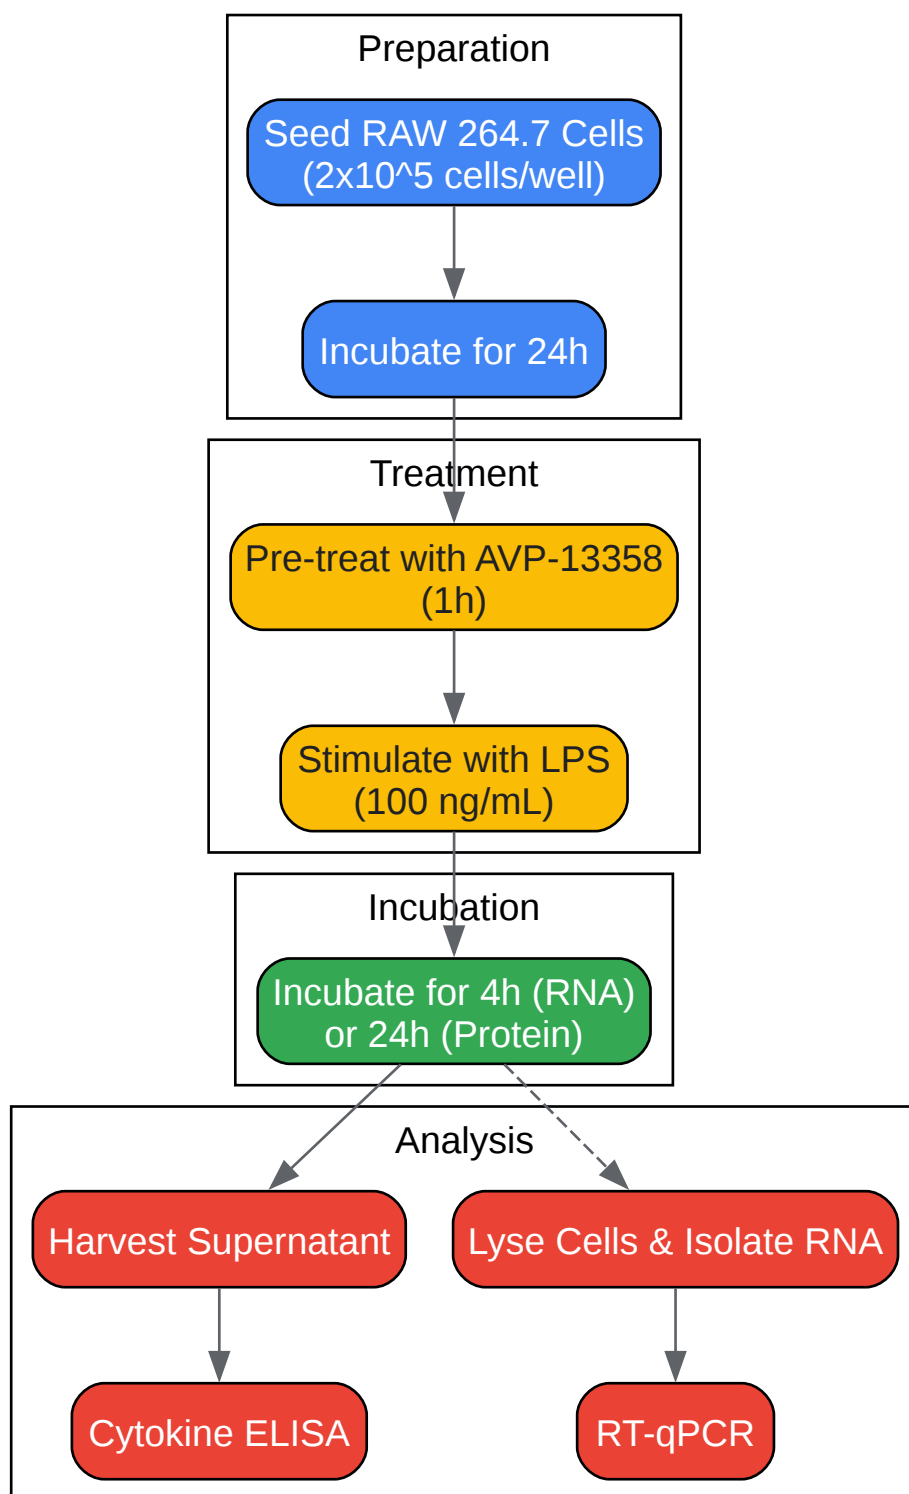 Preparation
Seed RAW 264.7 Cells
(2x10^5 cells/well)
Incubate for 24h
Treatment
Pre-treat with AVP-13358
(1h)
Stimulate with LPS
(100 ng/mL)
Incubation
Incubate for 4h (RNA)
or 24h (Protein)
Analysis
Harvest Supernatant
Lyse Cells & Isolate RNA
Cytokine ELISA
RT-qPCR